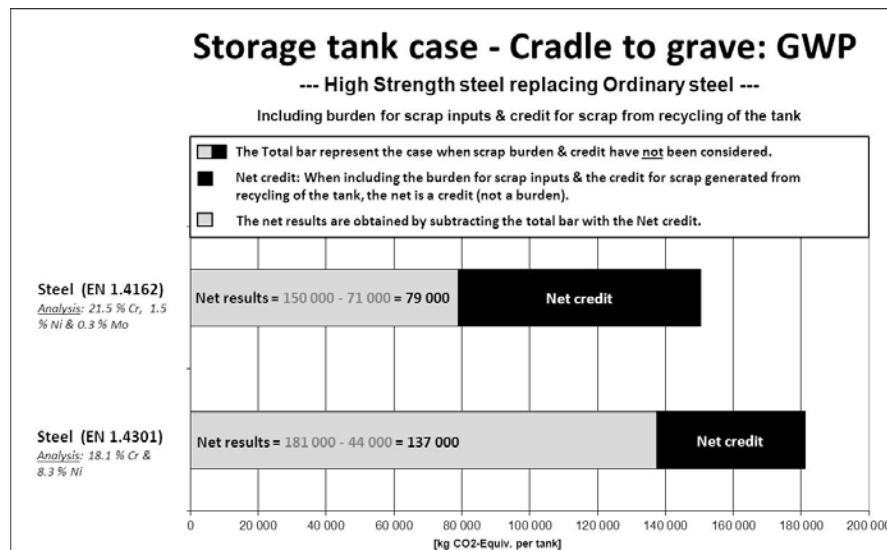 Storage tank case - Cradle to grave: GWP
--- High Strength steel replacing Ordinary steel ---
Including burden for scrap inputs & credit for scrap from recycling of the tank
The Total bar represent the case when scrap burden & credit have not been considered.
Net credit: When including the burden for scrap inputs & the credit for scrap generated from
recycling of the tank, the net is a credit (not a burden).
The net results are obtained by subtracting the total bar with the Net credit.
Steel (EN 1.4162)
Analysis: 21.5 % Cr, 1.5
% Ni & 0.3 % Mo
Net results = 150 000 - 71 000 = 79 000
Net credit
Steel (EN 1.4301)
Analysis: 18.1 % Cr &
8.3 % Ni
Net results = 181 000 - 44 000 = 137 000
Net credit
0 20 000 40 000 60 000 80 000 100 000 120 000 140 000 160 000 180 000 200 000
[kg CO2-Equiv. per tank]